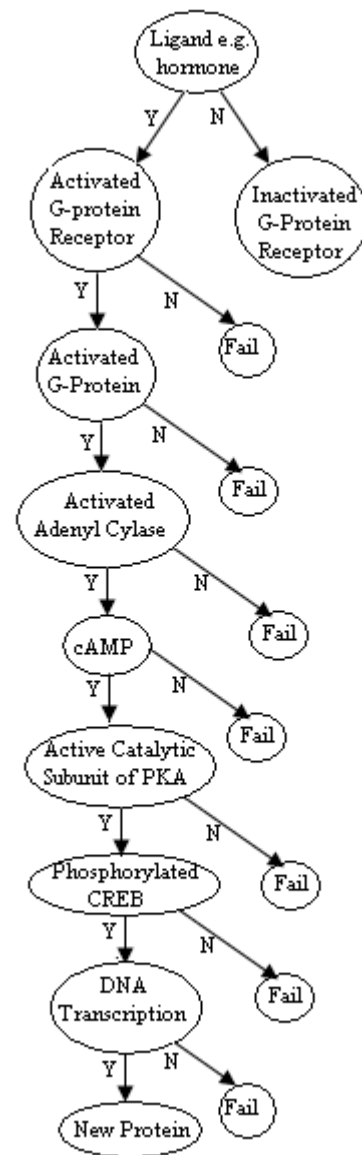 Ligand e.g.
hormone
Y
N
Activated
G-protein
Receptor
Inactivated
G-Protein
Receptor
Y
N
Fail
Activated
G-Protein
Y
N
Fail
Activated
Adenyl Cylase
Y
N
Fail
cAMP
Y
N
Fail
Active Catalytic
Subunit of PKA
Y
N
Fail
Phosphorylated
CREB
Y
N
Fail
DNA
Transcription
Y
N
Fail
New Protein